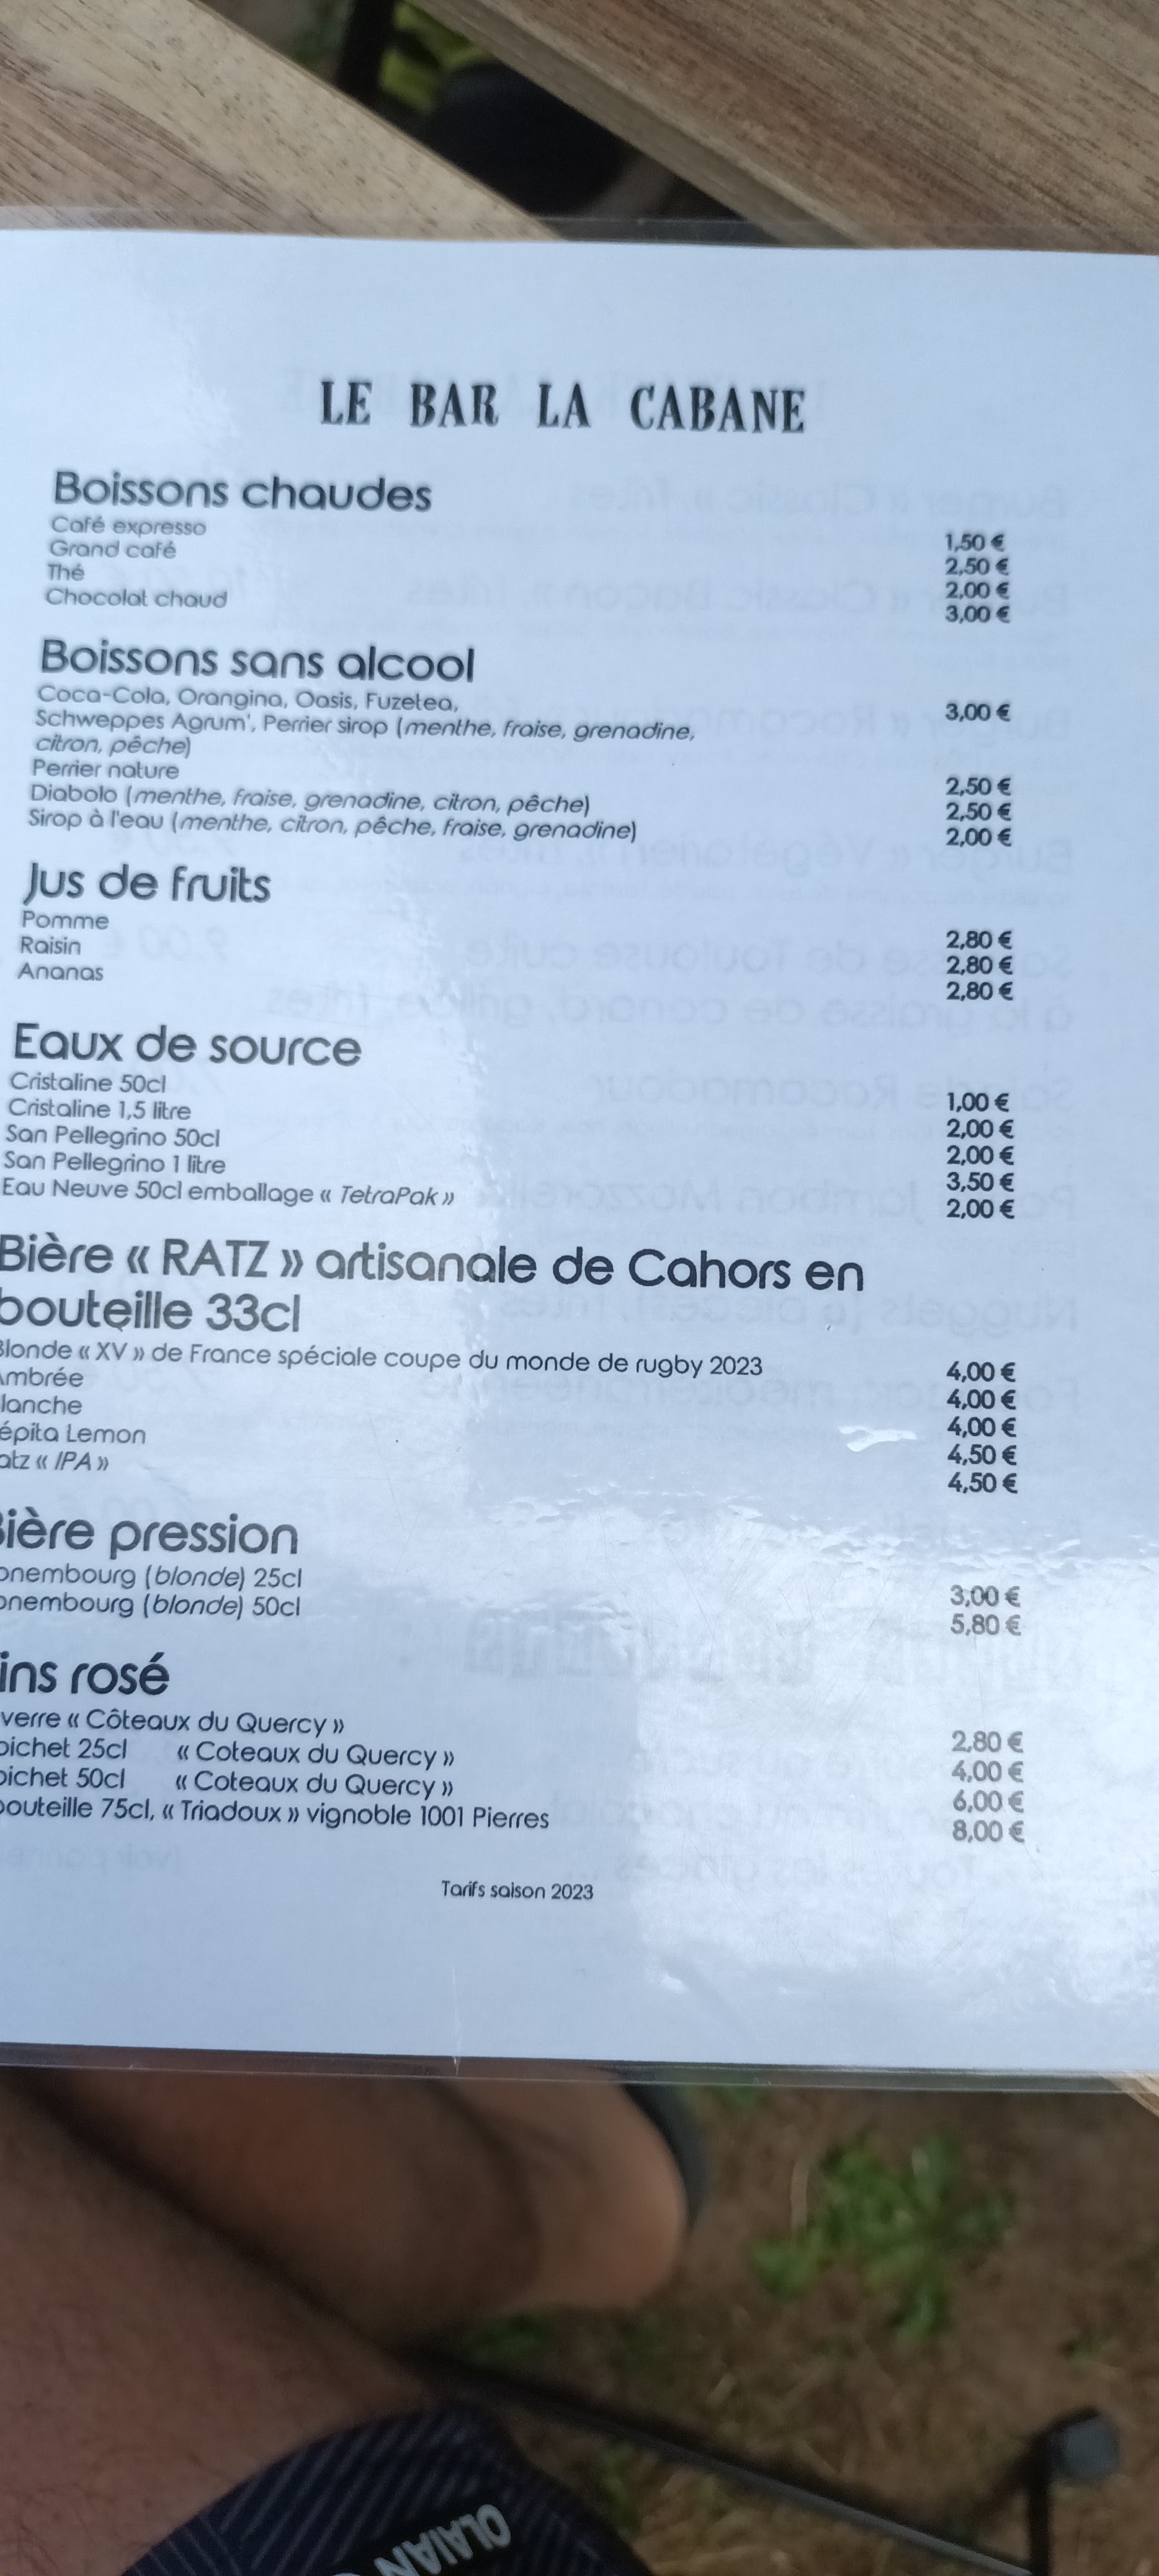 LE BAR LA CABANE
Boissons chaudes
Café expresso 1,50 €
Grand café 2,50 €
Thé 2,00 €
Chocolat chaud 3,00 €
Boissons sans alcool
Coca-Cola, Orangina, Oasis, Fuzetea, 3,00 €
Schweppes Agrum', Perrier sirop (menthe, fraise, grenadine,
citron, pêche)
Perrier nature 2,50 €
Diabolo (menthe, fraise, grenadine, citron, pêche) 2,50 €
Sirop à l'eau (menthe, citron, pêche, fraise, grenadine) 2,00 €
Jus de fruits
Pomme 2,80 €
Raisin 2,80 €
Ananas 2,80 €
Eaux de source
Cristaline 50cl 1,00 €
Cristaline 1,5 litre 2,00 €
San Pellegrino 50cl 2,00 €
San Pellegrino 1 litre 3,50 €
Eau Neuve 50cl emballage « TetraPak » 2,00 €
Bière « RATZ » artisanale de Cahors en
bouteille 33cl
Blonde « XV » de France spéciale coupe du monde de rugby 2023 4,00 €
mbrée 4,00 €
lanche 4,00 €
épita Lemon 4,50 €
atz « IPA » 4,50 €
ière pression
onembourg (blonde) 25cl 3,00 €
onembourg (blonde) 50cl 5,80 €
ins rosé
verre « Côteaux du Quercy » 2,80 €
pichet 25cl « Coteaux du Quercy » 4,00 €
pichet 50cl « Coteaux du Quercy » 6,00 €
bouteille 75cl, « Triadoux » vignoble 1001 Pierres 8,00 €
Tarifs saison 2023
OLAIAN